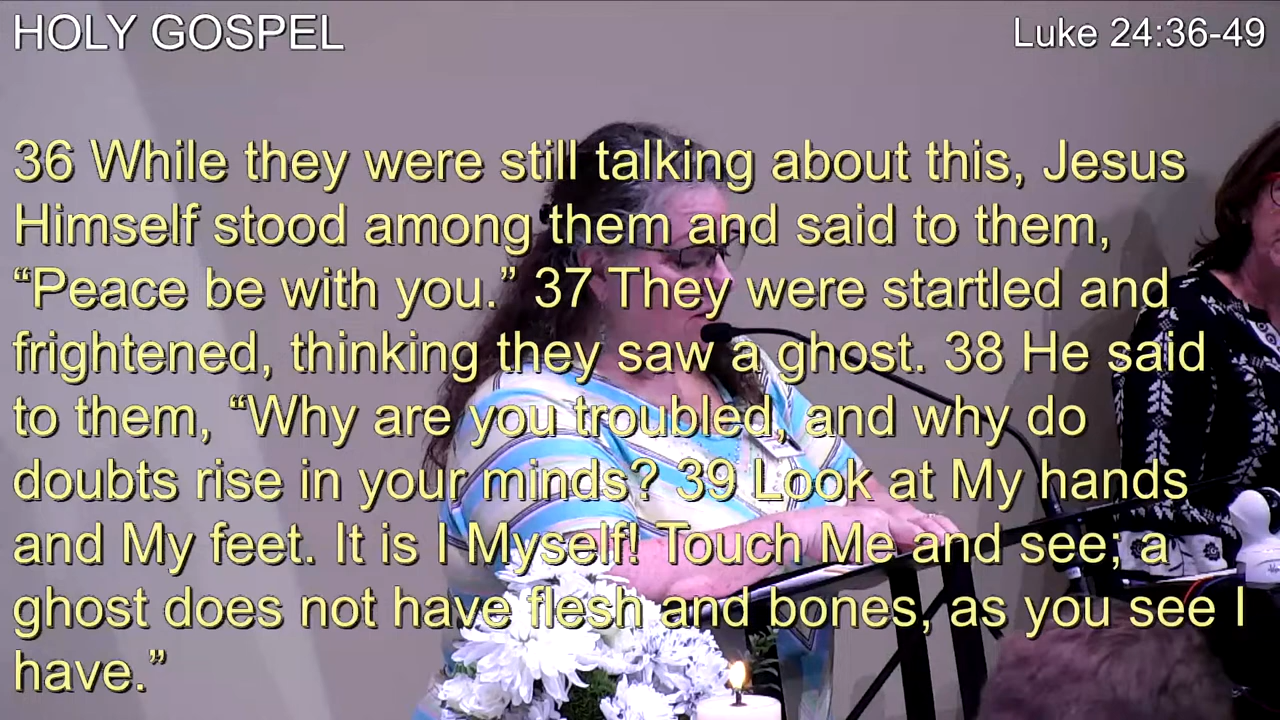 HOLY GOSPEL
Luke 24:36-49
36 While they were still talking about this, Jesus
Himself stood among them and said to them,
“Peace be with you.” 37 They were startled and
frightened, thinking they saw a ghost. 38 He said
to them, “Why are you troubled, and why do
doubts rise in your minds? 39 Look at My hands
and My feet. It is I Myself! Touch Me and see; a
ghost does not have flesh and bones, as you see I
have.”